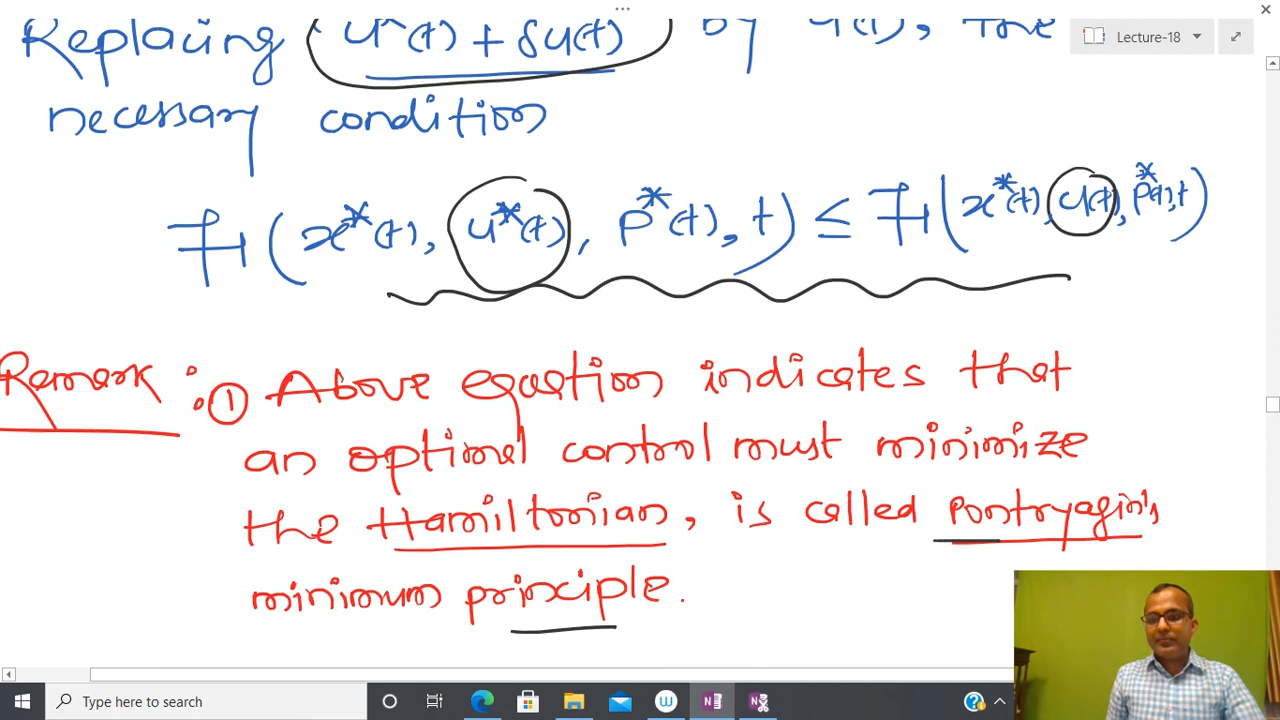 Lecture-18
Replacing u*(t) + δu(t) by u(t), the
necessary condition
H(x*(t), u*(t), p*(t), t) ≤ H(x*(t), u(t), p*(t), t)
Remark : ① Above equation indicates that
an optimal control must minimize
the Hamiltonian, is called Pontryagin's
minimum principle.
Type here to search